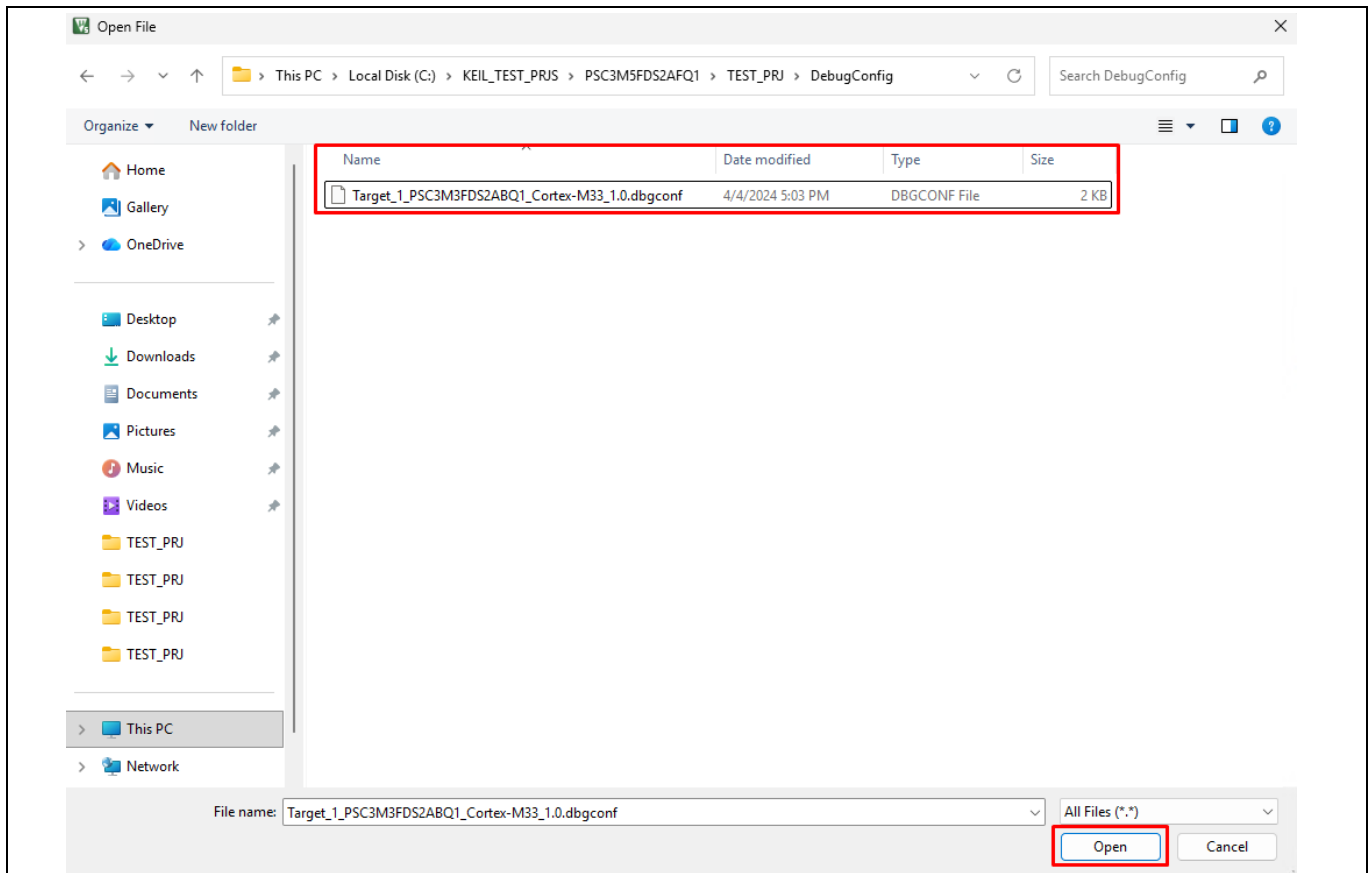 Open File
This PC > Local Disk (C:) > KEIL_TEST_PRJS > PSC3M5FDS2AFQ1 > TEST_PRJ > DebugConfig
Search DebugConfig
Organize
New folder
Name
Date modified
Type
Size
Target_1_PSC3M3FDS2ABQ1_Cortex-M33_1.0.dbgconf
4/4/2024 5:03 PM
DBGCONF File
2 KB
Home
Gallery
OneDrive
Desktop
Downloads
Documents
Pictures
Music
Videos
TEST_PRJ
TEST_PRJ
TEST_PRJ
TEST_PRJ
This PC
Network
File name:
Target_1_PSC3M3FDS2ABQ1_Cortex-M33_1.0.dbgconf
All Files (*.*)
Open
Cancel